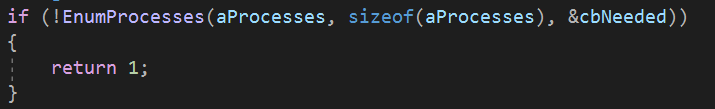 if (!EnumProcesses(aProcesses, sizeof(aProcesses), &cbNeeded))
{
    return 1;
}